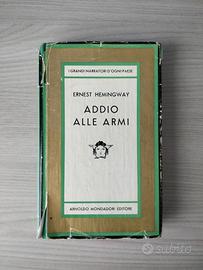 I GRANDI NARRATORI D'OGNI PAESE
ERNEST HEMINGWAY
ADDIO
ALLE ARMI
ARNOLDO MONDADORI EDITORE
subito